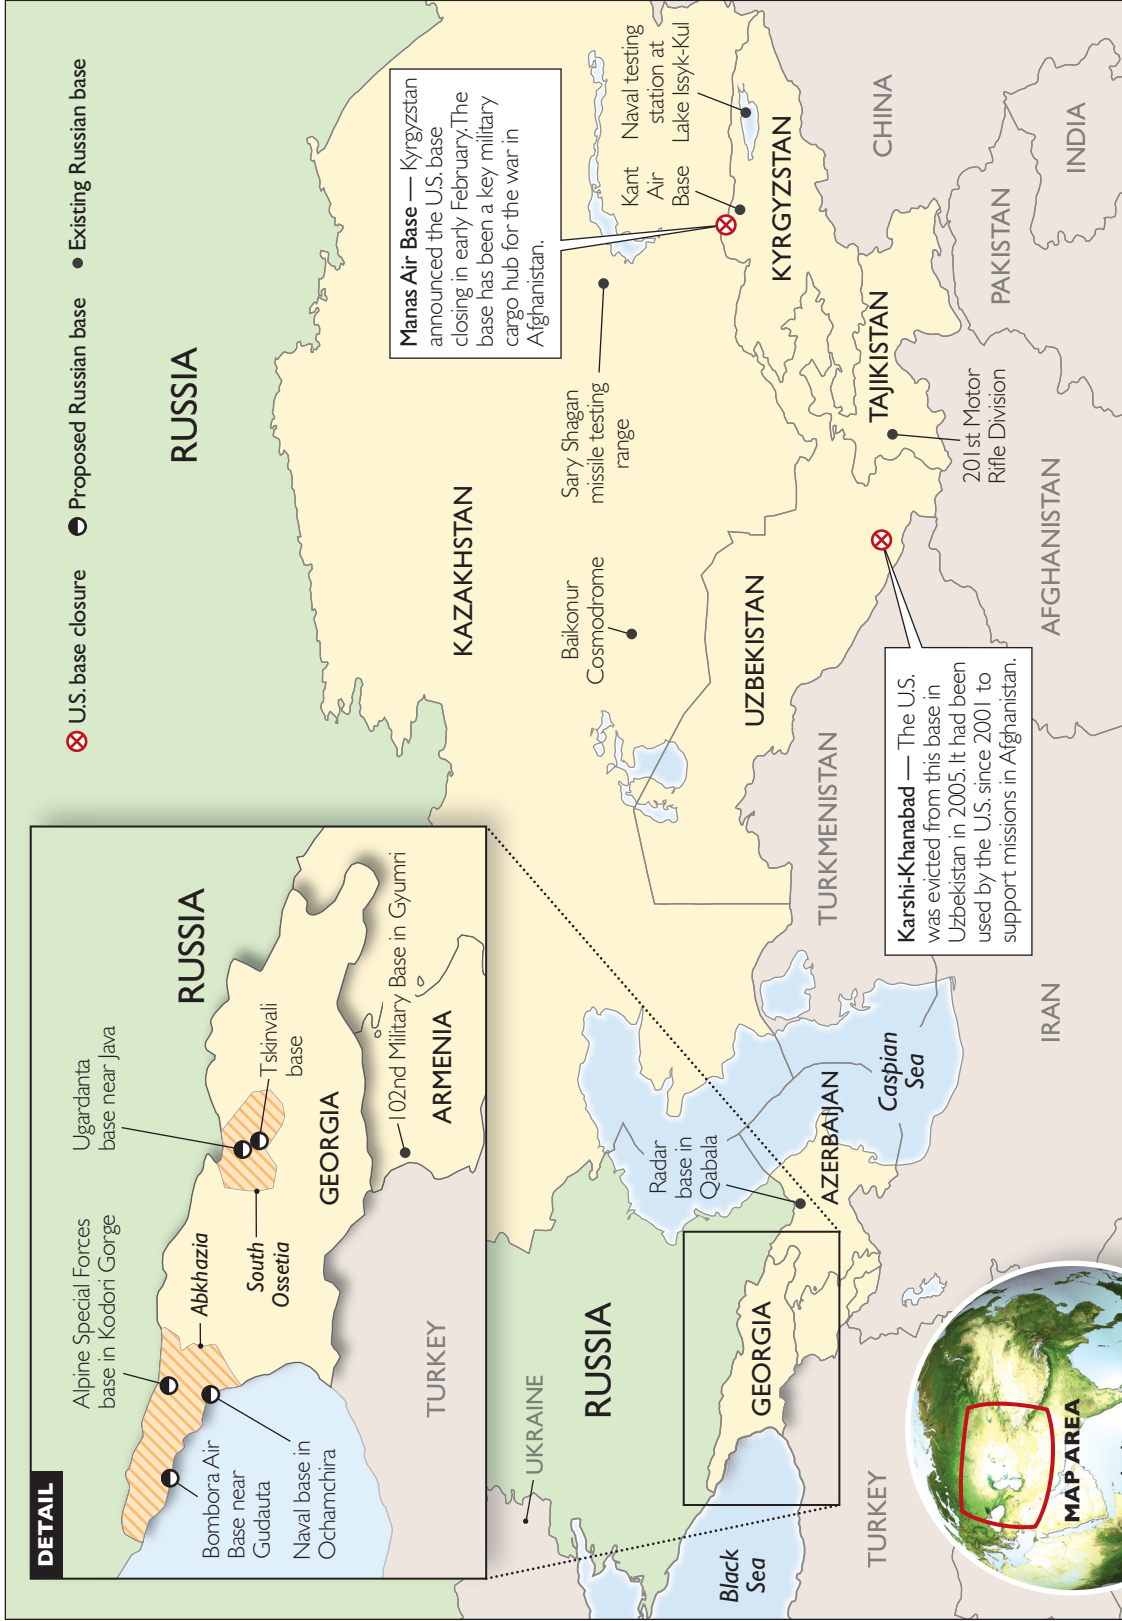 U.S. base closure
Proposed Russian base
Existing Russian base
DETAIL
RUSSIA
Alpine Special Forces
base in Kodori Gorge
Ugardanta
base near Java
Abkhazia
South
Ossetia
Tskinvali
base
Bombora Air
Base near
Gudauta
Naval base in
Ochamchira
GEORGIA
102nd Military Base in Gyumri
ARMENIA
TURKEY
RUSSIA
KAZAKHSTAN
Manas Air Base — Kyrgyzstan
announced the U.S. base
closing in early February. The
base has been a key military
cargo hub for the war in
Afghanistan.
Baikonur
Cosmodrome
Sary Shagan
missile testing
range
Kant
Air
Base
Naval testing
station at
Lake Issyk-Kul
KYRGYZSTAN
CHINA
UZBEKISTAN
TAJIKISTAN
201st Motor
Rifle Division
TURKMENISTAN
Karshi-Khanabad — The U.S.
was evicted from this base in
Uzbekistan in 2005. It had been
used by the U.S. since 2001 to
support missions in Afghanistan.
AFGHANISTAN
PAKISTAN
INDIA
UKRAINE
RUSSIA
Radar
base in
Qabala
GEORGIA
AZERBAIJAN
Caspian
Sea
Black
Sea
TURKEY
IRAN
MAP AREA